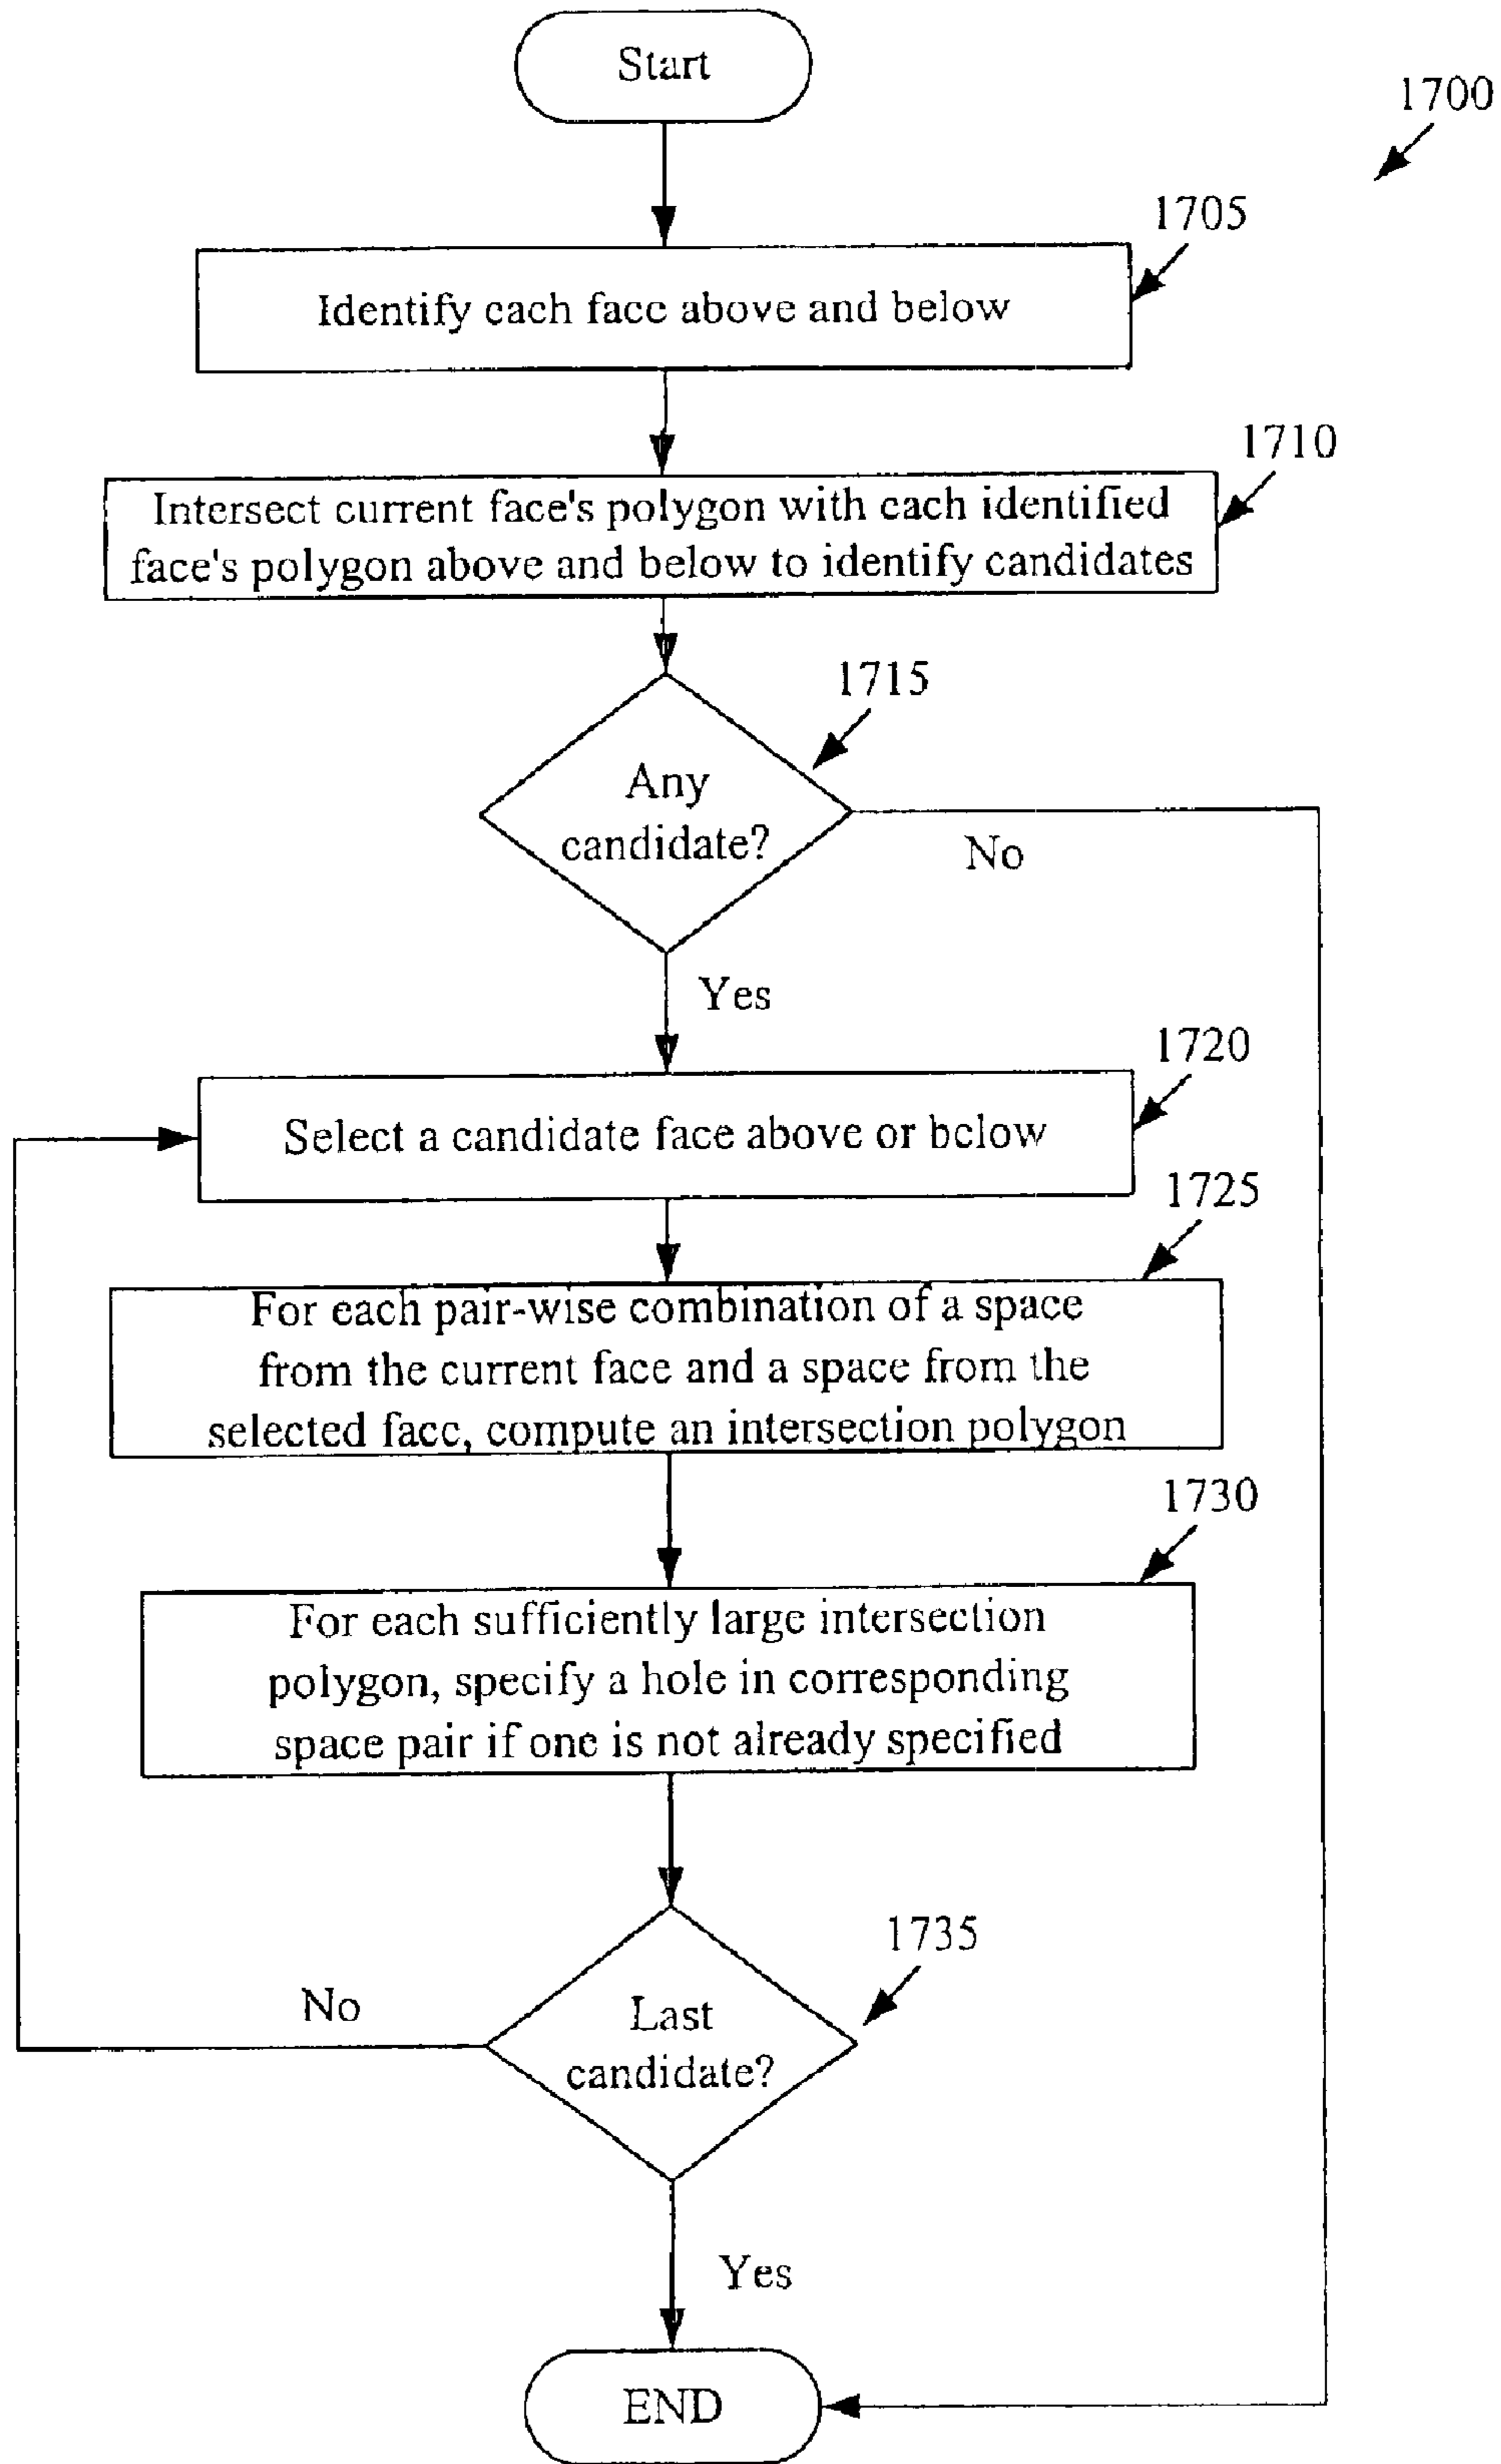 Start
1700
1705
Identify each face above and below
1710
Intersect current face's polygon with each identified
face's polygon above and below to identify candidates
1715
Any
candidate?
No
Yes
1720
Select a candidate face above or below
1725
For each pair-wise combination of a space
from the current face and a space from the
selected face, compute an intersection polygon
1730
For each sufficiently large intersection
polygon, specify a hole in corresponding
space pair if one is not already specified
1735
No
Last
candidate?
Yes
END